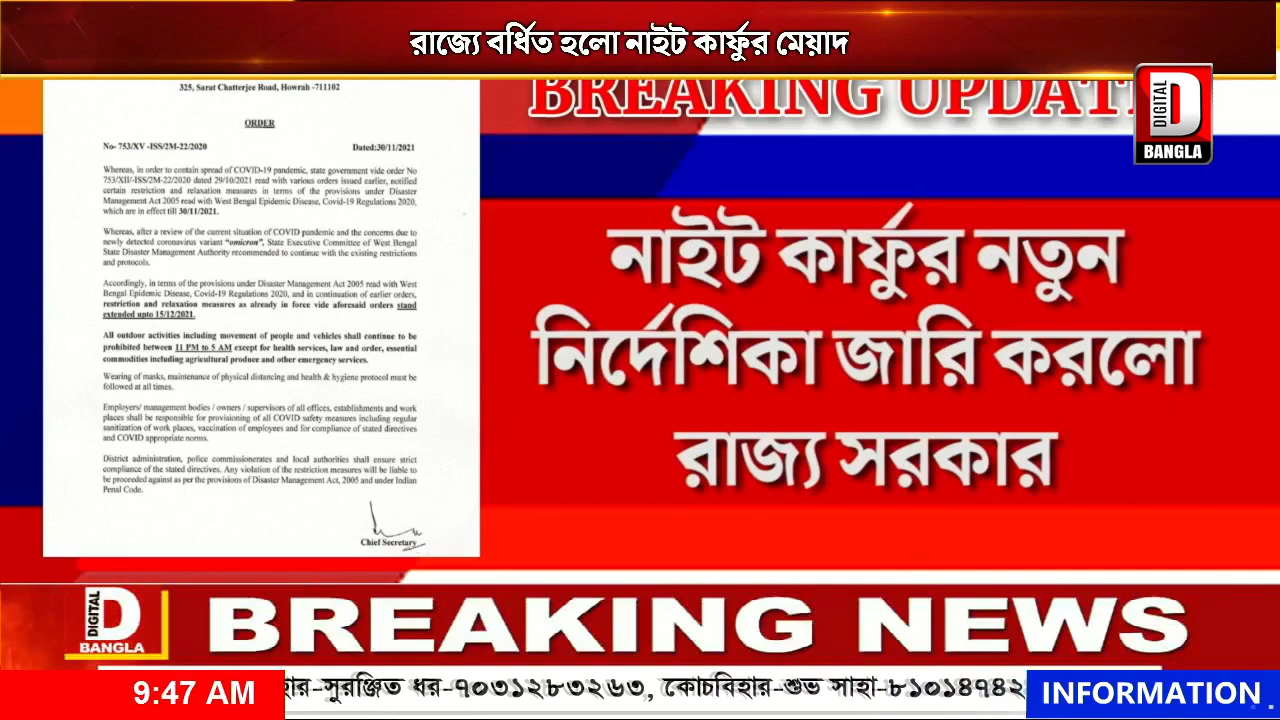 রাজ্যে বর্ধিত হলো নাইট কার্ফুর মেয়াদ
325, Sarat Chatterjee Road, Howrah -711102
ORDER
No- 753/XV -ISS/2M-22/2020 Dated:30/11/2021
Whereas, in order to contain spread of COVID-19 pandemic, state government vide order No
753/XII/-ISS/2M-22/2020 dated 29/10/2021 read with various orders issued earlier, notified
certain restriction and relaxation measures in terms of the provisions under Disaster
Management Act 2005 read with West Bengal Epidemic Disease, Covid-19 Regulations 2020,
which are in effect till 30/11/2021.
Whereas, after a review of the current situation of COVID pandemic and the concerns due to
newly detected coronavirus variant "omicron", State Executive Committee of West Bengal
State Disaster Management Authority recommended to continue with the existing restrictions
and protocols.
Accordingly, in terms of the provisions under Disaster Management Act 2005 read with West
Bengal Epidemic Disease, Covid-19 Regulations 2020, and in continuation of earlier orders,
restriction and relaxation measures as already in force vide aforesaid orders stand
extended upto 15/12/2021.
All outdoor activities including movement of people and vehicles shall continue to be
prohibited between 11 PM to 5 AM except for health services, law and order, essential
commodities including agricultural produce and other emergency services.
Wearing of masks, maintenance of physical distancing and health & hygiene protocol must be
followed at all times.
Employers/ management bodies / owners / supervisors of all offices, establishments and work
places shall be responsible for provisioning of all COVID safety measures including regular
sanitization of work places, vaccination of employees and for compliance of stated directives
and COVID appropriate norms.
District administration, police commissionerates and local authorities shall ensure strict
compliance of the stated directives. Any violation of the restriction measures will be liable to
be proceeded against as per the provisions of Disaster Management Act, 2005 and under Indian
Penal Code.
Chief Secretary
BREAKING UPDATE
DIGITAL
BANGLA
নাইট কার্ফুর নতুন
নির্দেশিকা জারি করলো
রাজ্য সরকার
DIGITAL
BANGLA
BREAKING NEWS
9:47 AM
হার-সুরঞ্জিত ধর-৭০৩১২৮৩২৬৩, কোচবিহার-শুভ সাহা-৮১০১৪৭৪২
INFORMATION